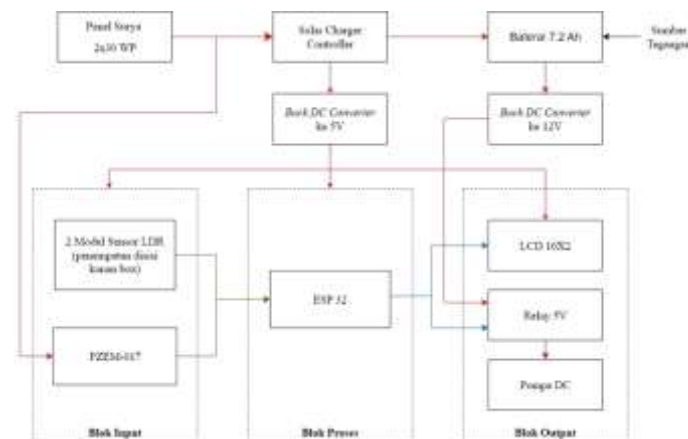 Panel Surya
2x10 WP
Solar Charger
Controller
Baterai 7.2 Ah
Sumber
Tegangan
Buck DC Converter
ke 5V
Buck DC Converter
ke 12V
2 Modul Sensor LDR
(penempatan disisi
kanan box)
PZEM-017
ESP 32
LCD 16X2
Relay 5V
Pompa DC
Blok Input
Blok Proses
Blok Output